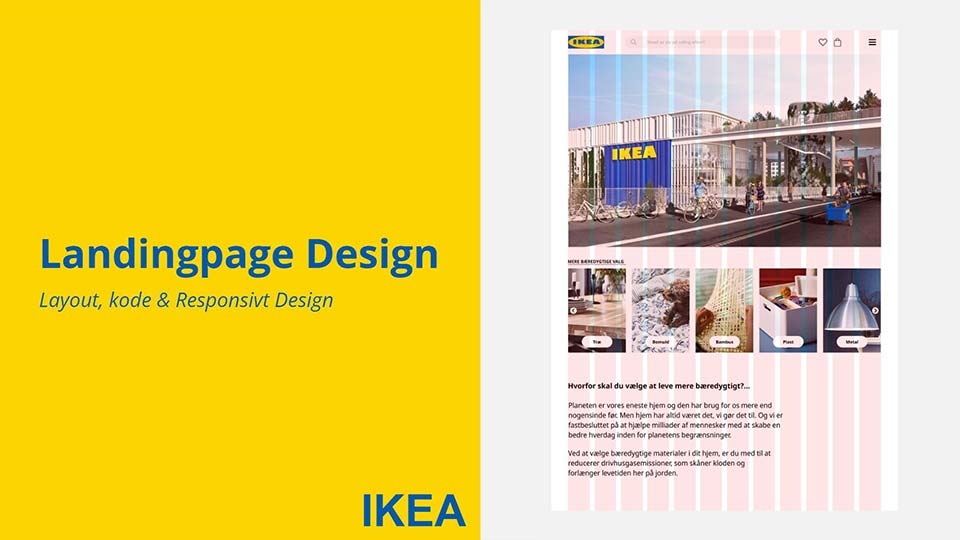 Landingpage Design
Layout, kode & Responsivt Design
IKEA
IKEA
IKEA
MERE BÆREDYGTIGE VALG
Træ
Bomuld
Bambus
Plast
Metal
Hvorfor skal du vælge at leve mere bæredygtigt?...
Planeten er vores eneste hjem og den har brug for os mere end
nogensinde før. Men hjem har altid været det, vi gør det til. Og vi er
fastbesluttet på at hjælpe milliader af mennesker med at skabe en
bedre hverdag inden for planetens begrænsninger.
Ved at vælge bæredygtige materialer i dit hjem, er du med til at
reducerer drivhusgasemissioner, som skåner kloden og
forlænger levetiden her på jorden.